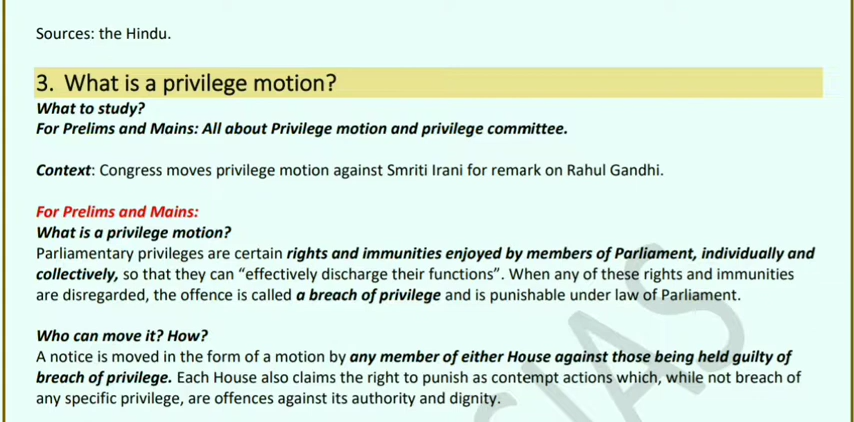 Sources: the Hindu.
3. What is a privilege motion?
What to study?
For Prelims and Mains: All about Privilege motion and privilege committee.
Context: Congress moves privilege motion against Smriti Irani for remark on Rahul Gandhi.
For Prelims and Mains:
What is a privilege motion?
Parliamentary privileges are certain rights and immunities enjoyed by members of Parliament, individually and
collectively, so that they can “effectively discharge their functions”. When any of these rights and immunities
are disregarded, the offence is called a breach of privilege and is punishable under law of Parliament.
Who can move it? How?
A notice is moved in the form of a motion by any member of either House against those being held guilty of
breach of privilege. Each House also claims the right to punish as contempt actions which, while not breach of
any specific privilege, are offences against its authority and dignity.